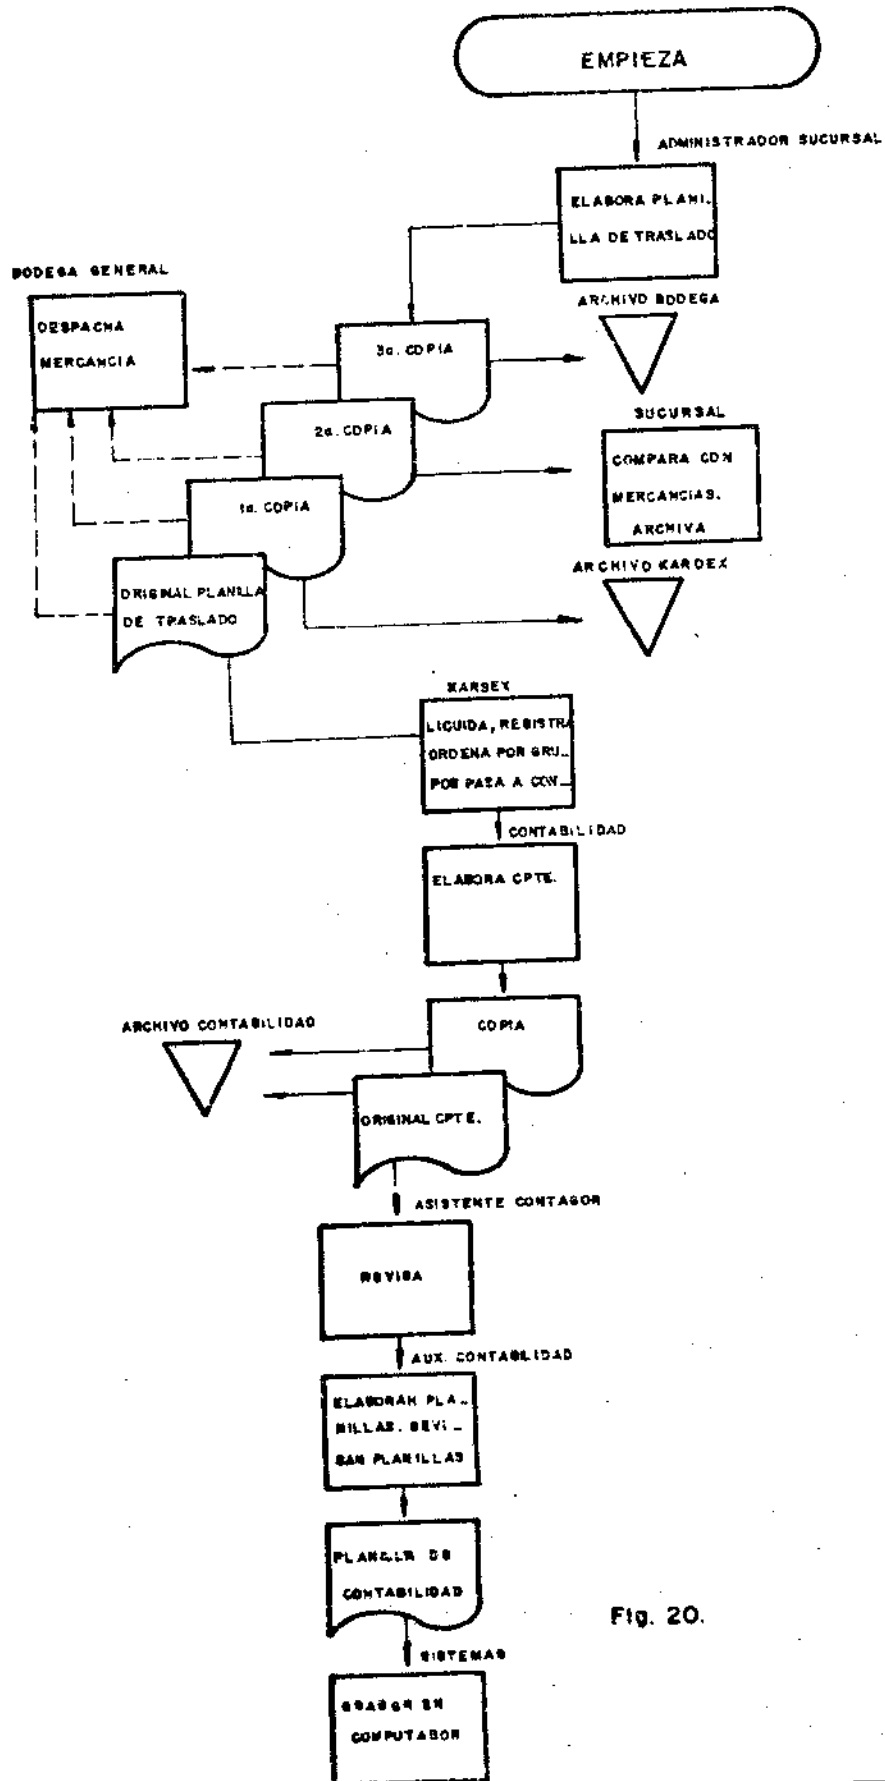 EMPIEZA
ADMINISTRADOR SUCURSAL
ELABORA PLANI_
LLA DE TRASLADO
BODEGA GENERAL
ARCHIVO BODEGA
DESPACHA
MERCANCIA
3a. COPIA
SUCURSAL
2a. COPIA
COMPARA CON
MERCANCIAS.
ARCHIVA
1a. COPIA
ARCHIVO KARDEX
ORIGINAL PLANILLA
DE TRASLADO
KARDEX
LIQUIDA, REGISTRA
ORDENA POR GRU_
POS PASA A CON_
CONTABILIDAD
ELABORA CPTE.
ARCHIVO CONTABILIDAD
COPIA
ORIGINAL CPTE.
ASISTENTE CONTADOR
REVISA
AUX. CONTABILIDAD
ELABORAN PLA_
NILLAS. REVI_
SAN PLANILLAS
PLANILLA DE
CONTABILIDAD
Fig. 20.
SISTEMAS
EN
COMPUTADOR